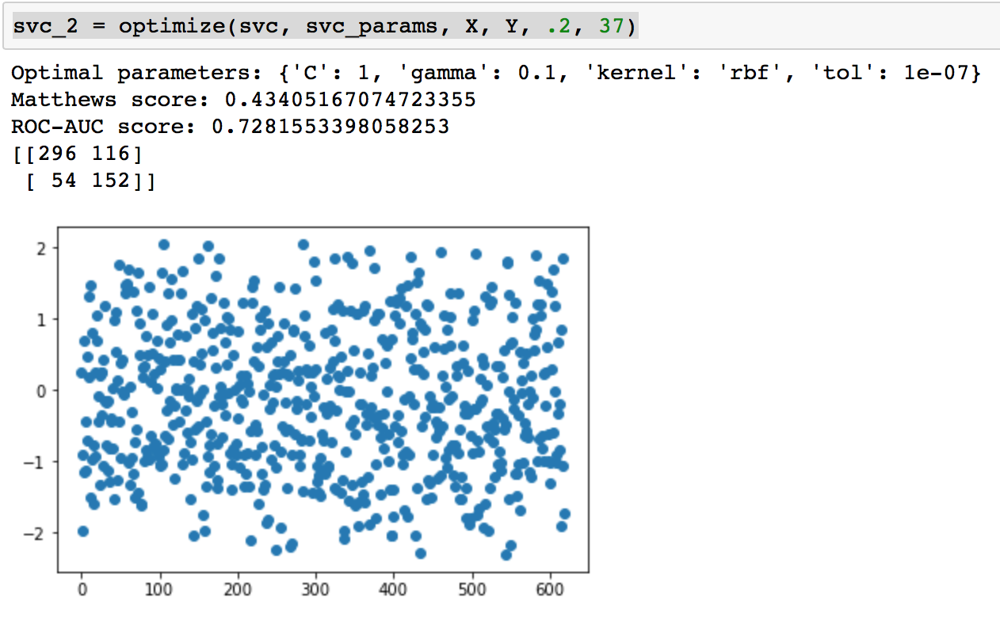 svc_2 = optimize(svc, svc_params, X, Y, .2, 37)
Optimal parameters: {'C': 1, 'gamma': 0.1, 'kernel': 'rbf', 'tol': 1e-07}
Matthews score: 0.43405167074723355
ROC-AUC score: 0.7281553398058253
[[296 116]
 [ 54 152]]
2
1
0
−1
−2
0 100 200 300 400 500 600